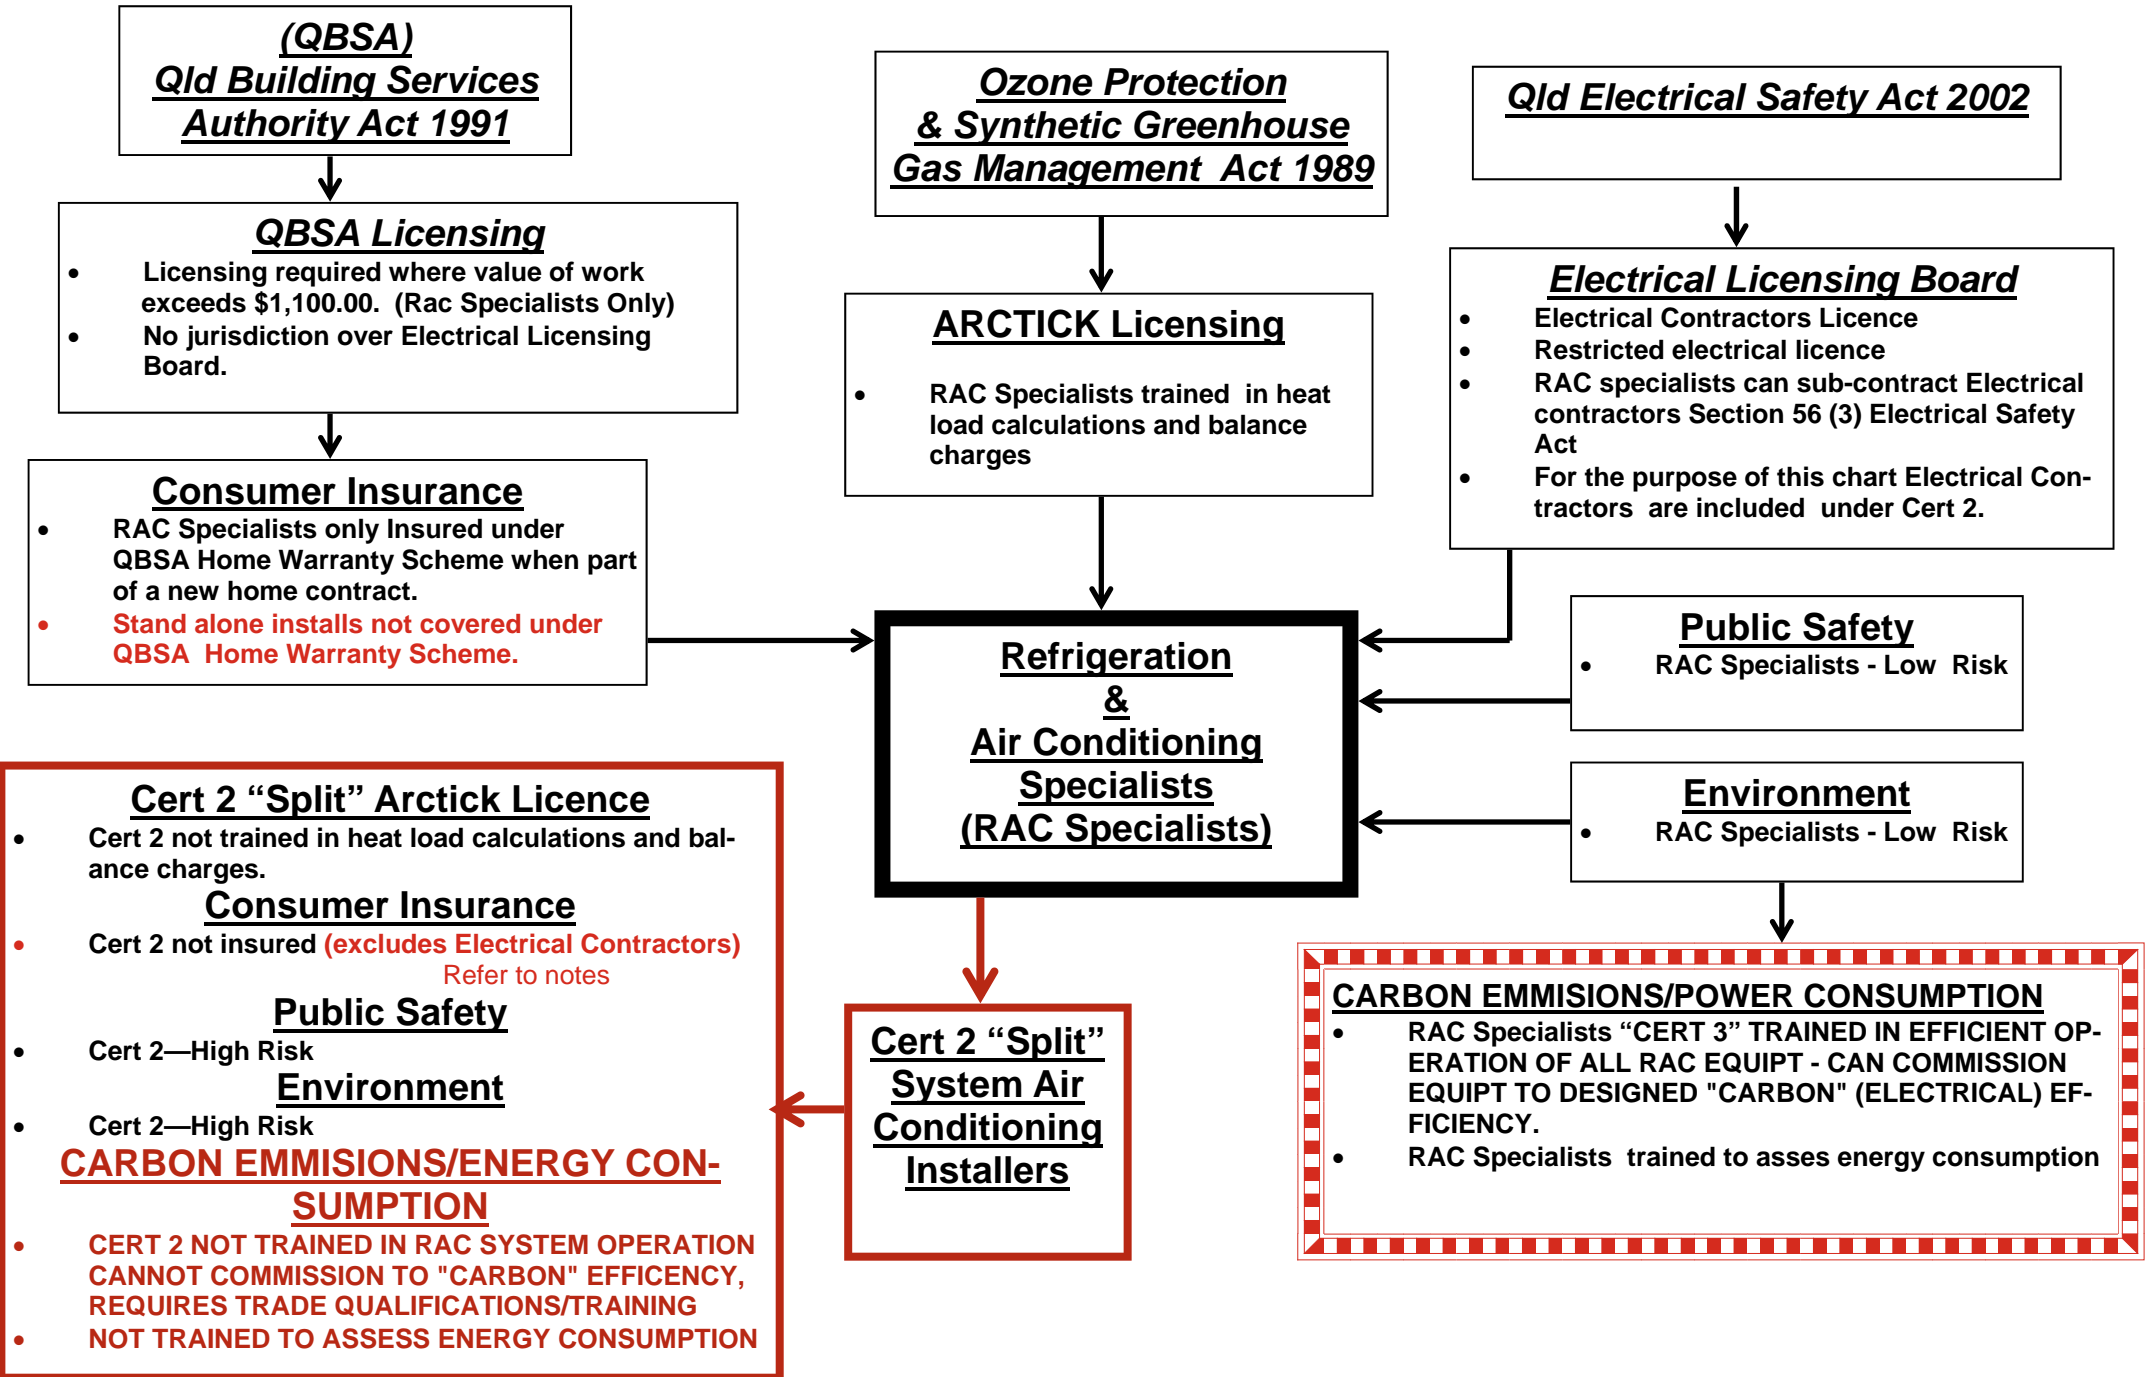 (QBSA)
Qld Building Services
Authority Act 1991
QBSA Licensing
• Licensing required where value of work
exceeds $1,100.00.  (Rac Specialists Only)
• No jurisdiction over Electrical Licensing
Board.
Consumer Insurance
• RAC Specialists only Insured under
QBSA Home Warranty Scheme when part
of a new home contract.
• Stand alone installs not covered under
QBSA  Home Warranty Scheme.
Ozone Protection
& Synthetic Greenhouse
Gas Management  Act 1989
ARCTICK Licensing
• RAC Specialists trained  in heat
load calculations and balance
charges
Qld Electrical Safety Act 2002
Electrical Licensing Board
• Electrical Contractors Licence
• Restricted electrical licence
• RAC specialists can sub-contract Electrical
contractors Section 56 (3) Electrical Safety
Act
• For the purpose of this chart Electrical Con-
tractors  are included  under Cert 2.
Refrigeration
&
Air Conditioning
Specialists
(RAC Specialists)
Public Safety
• RAC Specialists - Low  Risk
Environment
• RAC Specialists - Low  Risk
Cert 2 “Split” Arctick Licence
• Cert 2 not trained in heat load calculations and bal-
ance charges.
Consumer Insurance
• Cert 2 not insured (excludes Electrical Contractors)
Refer to notes
Public Safety
• Cert 2—High Risk
Environment
• Cert 2—High Risk
CARBON EMMISIONS/ENERGY CON-
SUMPTION
• CERT 2 NOT TRAINED IN RAC SYSTEM OPERATION
CANNOT COMMISSION TO "CARBON" EFFICENCY,
REQUIRES TRADE QUALIFICATIONS/TRAINING
• NOT TRAINED TO ASSESS ENERGY CONSUMPTION
Cert 2 “Split”
System Air
Conditioning
Installers
CARBON EMMISIONS/POWER CONSUMPTION
• RAC Specialists “CERT 3” TRAINED IN EFFICIENT OP-
ERATION OF ALL RAC EQUIPT - CAN COMMISSION
EQUIPT TO DESIGNED "CARBON" (ELECTRICAL) EF-
FICIENCY.
• RAC Specialists  trained to asses energy consumption